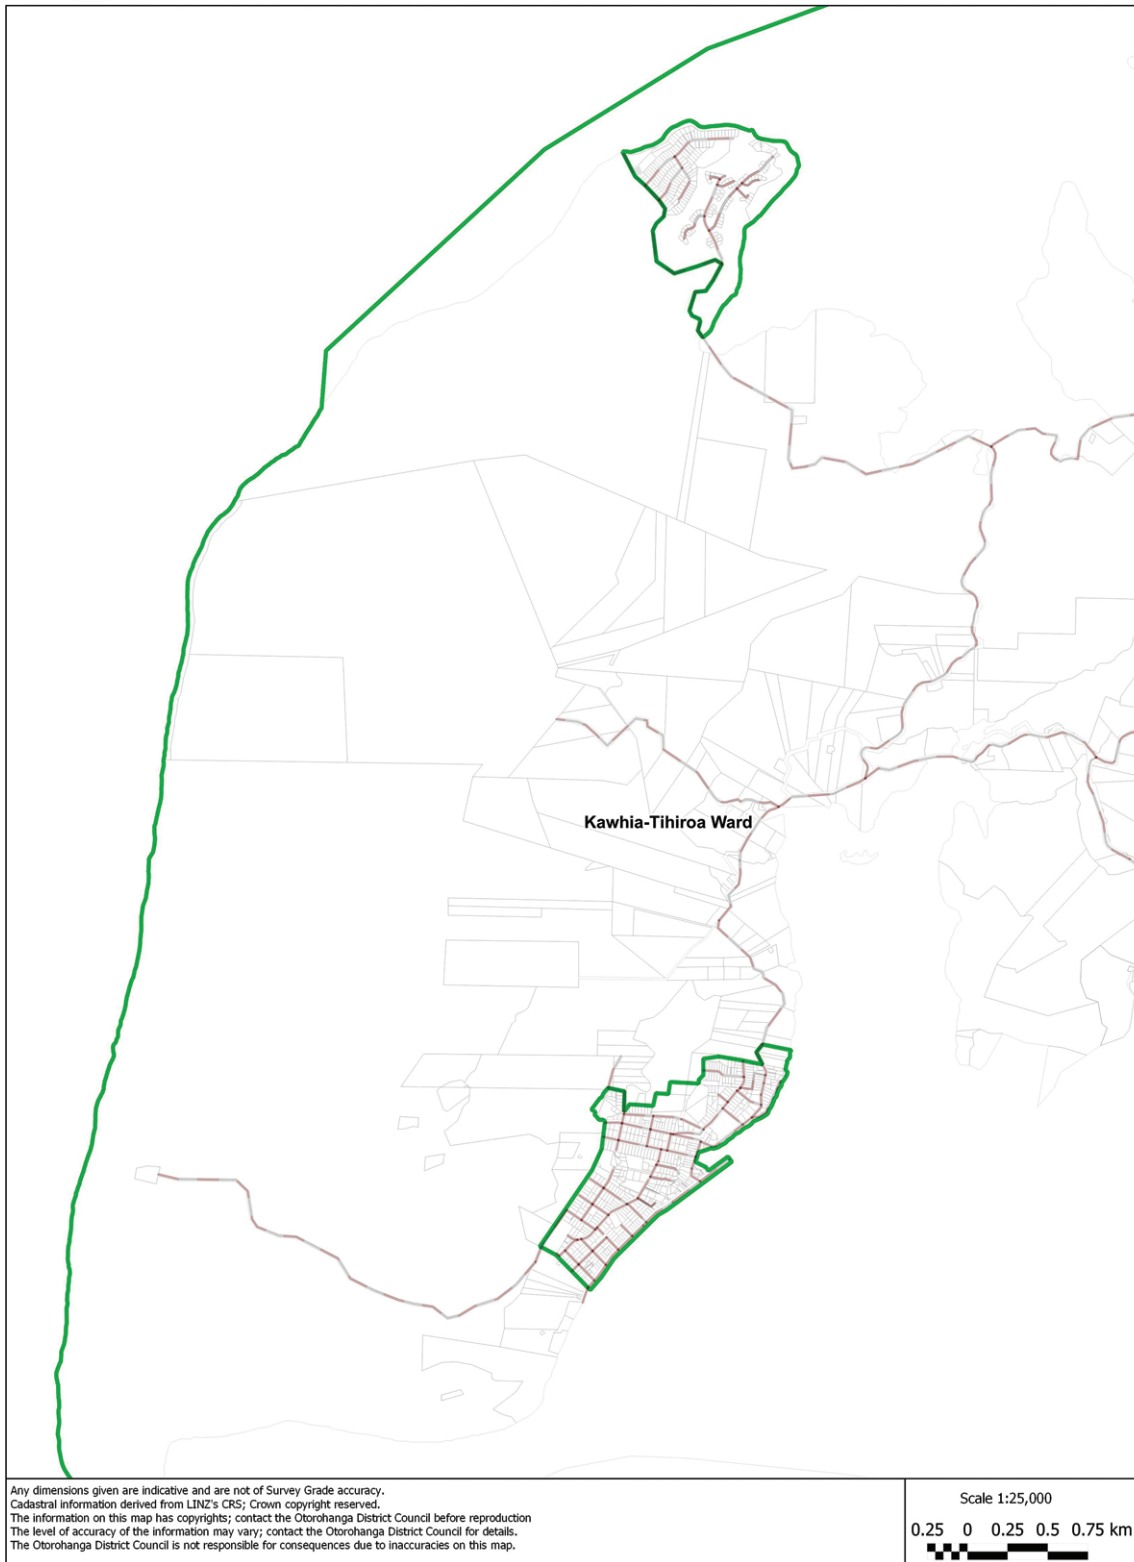 Kawhia-Tihiroa Ward
Any dimensions given are indicative and are not of Survey Grade accuracy.
Cadastral information derived from LINZ's CRS; Crown copyright reserved.
The information on this map has copyrights; contact the Otorohanga District Council before reproduction
The level of accuracy of the information may vary; contact the Otorohanga District Council for details.
The Otorohanga District Council is not responsible for consequences due to inaccuracies on this map.
Scale 1:25,000
0.25 0 0.25 0.5 0.75 km